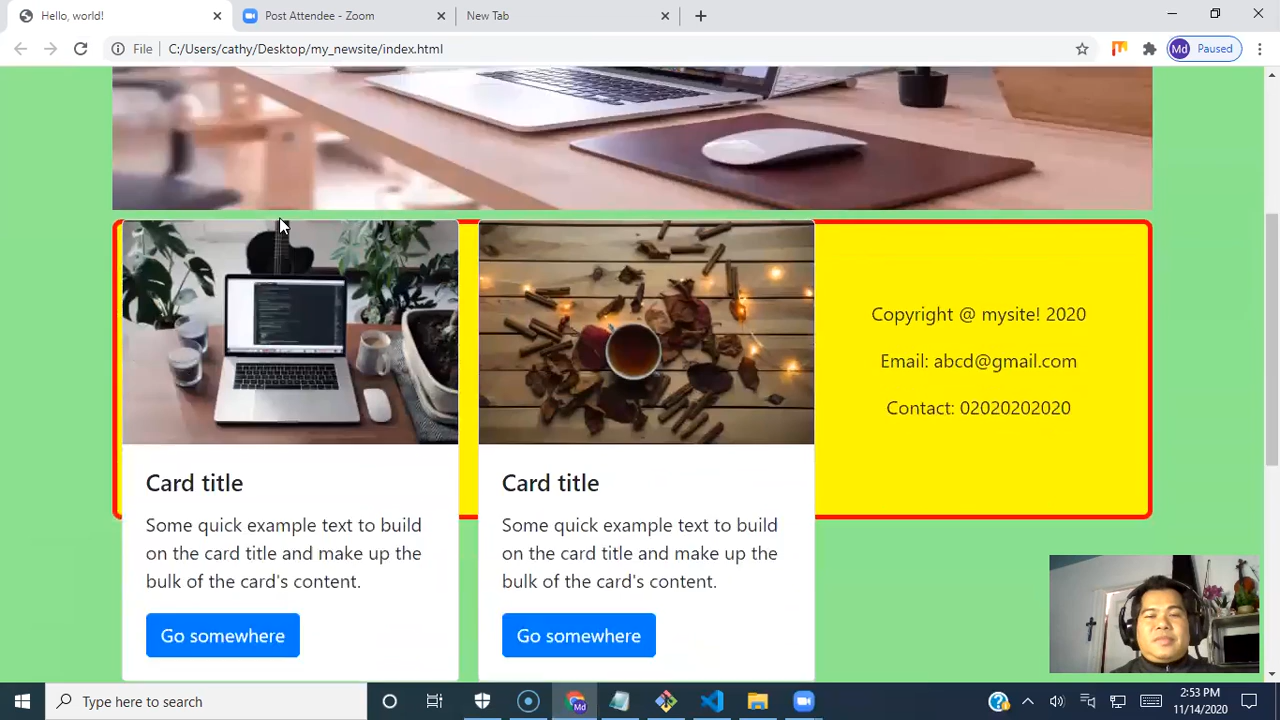 Hello, world!
Post Attendee - Zoom
New Tab
File
C:/Users/cathy/Desktop/my_newsite/index.html
Md
Paused
Copyright @ mysite! 2020
Email: abcd@gmail.com
Contact: 02020202020
Card title
Some quick example text to build
on the card title and make up the
bulk of the card's content.
Go somewhere
Card title
Some quick example text to build
on the card title and make up the
bulk of the card's content.
Go somewhere
Type here to search
Md
2:53 PM
11/14/2020